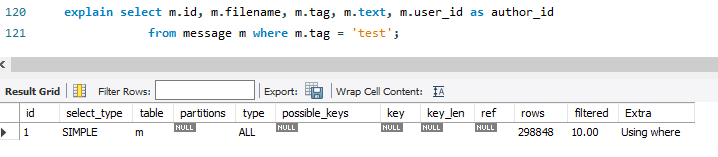 120 explain select m.id, m.filename, m.tag, m.text, m.user_id as author_id
121 from message m where m.tag = 'test';
Result Grid Filter Rows: Export: Wrap Cell Content: IA
id select_type table partitions type possible_keys key key_len ref rows filtered Extra
1 SIMPLE m NULL ALL NULL NULL NULL NULL 298848 10.00 Using where